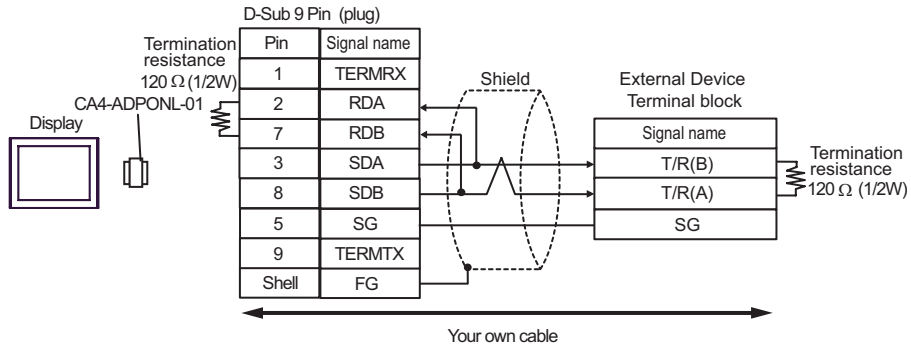 D-Sub 9 Pin (plug)
Termination
resistance
120 Ω (1/2W)
CA4-ADPONL-01
Display
Pin Signal name
1 TERMRX
2 RDA
7 RDB
3 SDA
8 SDB
5 SG
9 TERMTX
Shell FG
Shield
External Device
Terminal block
Signal name
T/R(B)
T/R(A)
SG
Termination
resistance
120 Ω (1/2W)
Your own cable